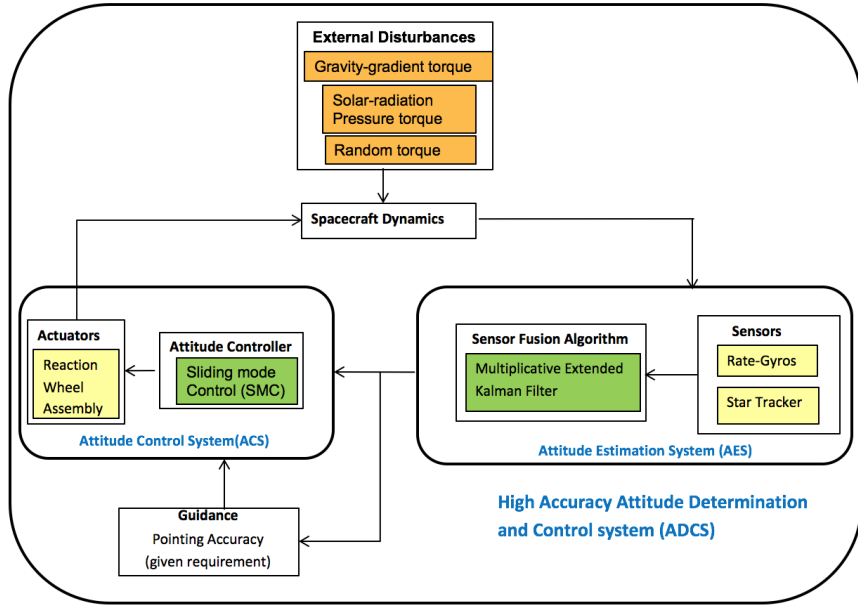 External Disturbances
Gravity-gradient torque
Solar-radiation
Pressure torque
Random torque
Spacecraft Dynamics
Actuators
Reaction
Wheel
Assembly
Attitude Controller
Sliding mode
Control (SMC)
Attitude Control System(ACS)
Sensor Fusion Algorithm
Multiplicative Extended
Kalman Filter
Sensors
Rate-Gyros
Star Tracker
Attitude Estimation System (AES)
Guidance
Pointing Accuracy
(given requirement)
High Accuracy Attitude Determination
and Control system (ADCS)